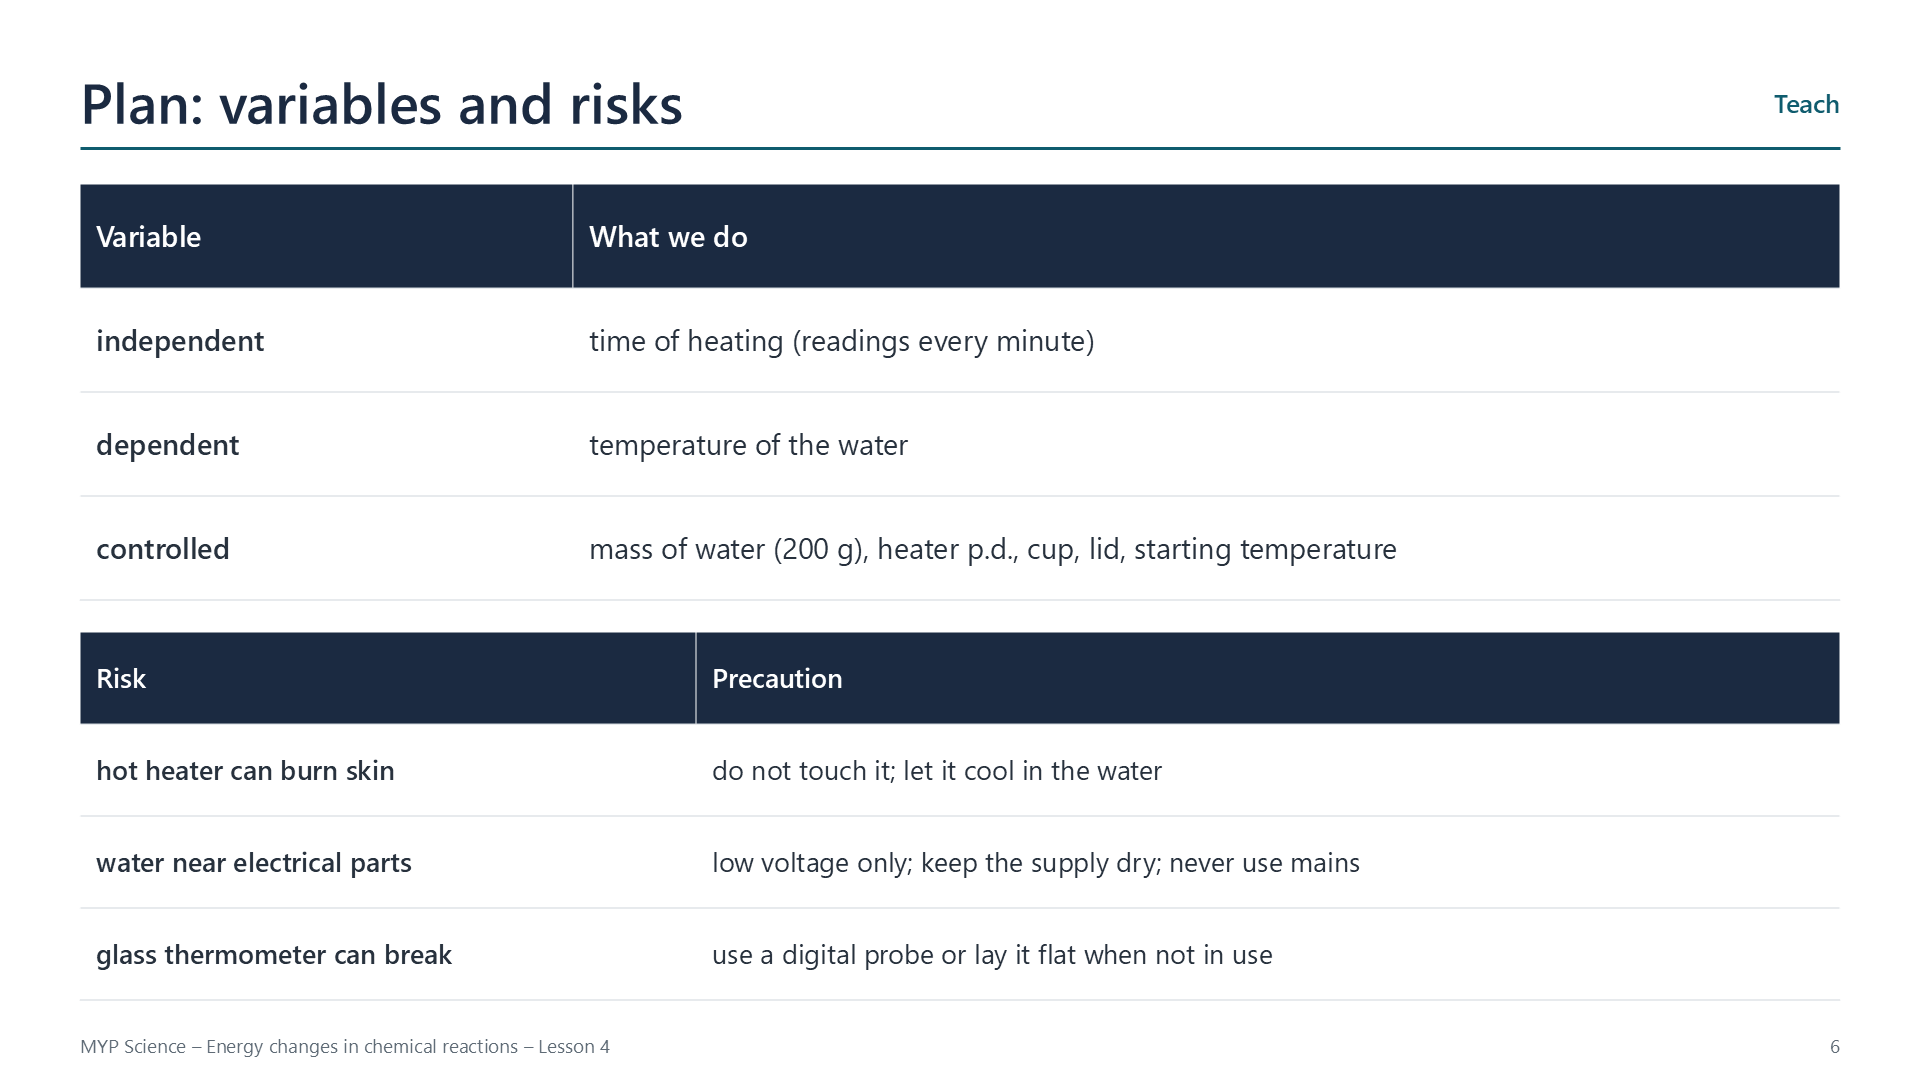 Plan: variables and risks
Teach
Variable
What we do
independent
time of heating (readings every minute)
dependent
temperature of the water
controlled
mass of water (200 g), heater p.d., cup, lid, starting temperature
Risk
Precaution
hot heater can burn skin
do not touch it; let it cool in the water
water near electrical parts
low voltage only; keep the supply dry; never use mains
glass thermometer can break
use a digital probe or lay it flat when not in use
MYP Science – Energy changes in chemical reactions – Lesson 4
6